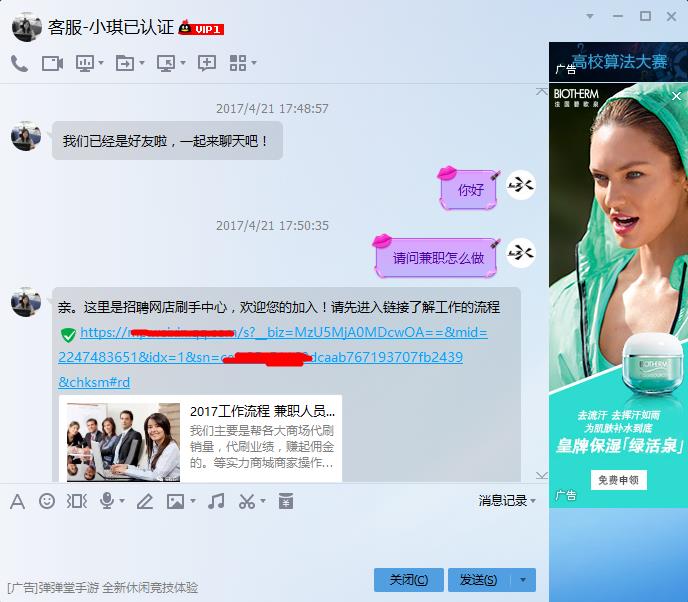 客服-小琪已认证 VIP1
广告
高校算法大赛
2017/4/21 17:48:57
我们已经是好友啦，一起来聊天吧！
你好
2017/4/21 17:50:35
请问兼职怎么做
亲。这里是招聘网店刷手中心，欢迎您的加入！请先进入链接了解工作的流程
https://
/s?__biz=MzU5MjA0MDcwOA==&mid=
2247483651&idx=1&sn=
dcaab767193707fb2439
&chksm#rd
2017工作流程 兼职人员...
我们主要是帮各大商场代刷
销量，代刷业绩，赚起佣金
的。等实力商城商家操作...
消息记录
[广告]弹弹堂手游 全新休闲竞技体验
关闭(C)
发送(S)
BIOTHERM
法国碧欧泉
BIOTHERM
去流汗 去挥汗如雨
为肌肤补水到底
皇牌保湿「绿活泉」
免费申领
广告